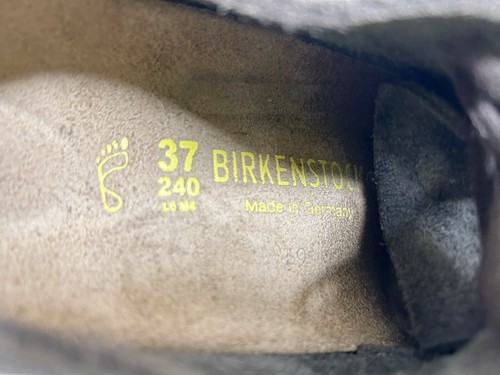 37
240
L6 M4
BIRKENSTOCK
Made in Germany